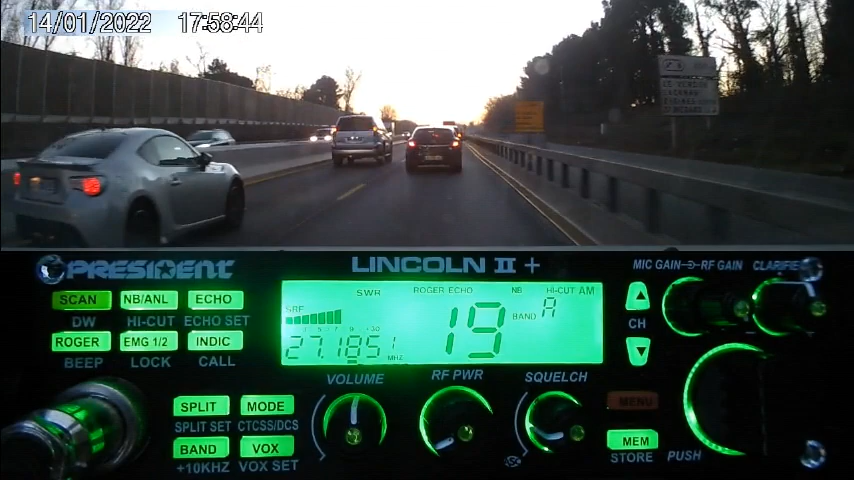 14/01/2022 17:58:44
PRESIDENT
LINCOLN II +
MIC GAIN RF GAIN CLARIFIER
SCAN NB/ANL ECHO
DW HI-CUT ECHO SET
ROGER EMG 1/2 INDIC
BEEP LOCK CALL
SWR ROGER ECHO NB HI-CUT AM
SRF
19
BAND A
27.1851 MHZ
CH
VOLUME RF PWR SQUELCH
SPLIT MODE
SPLIT SET CTCSS/DCS
BAND VOX
+10KHZ VOX SET
MENU
MEM
STORE PUSH